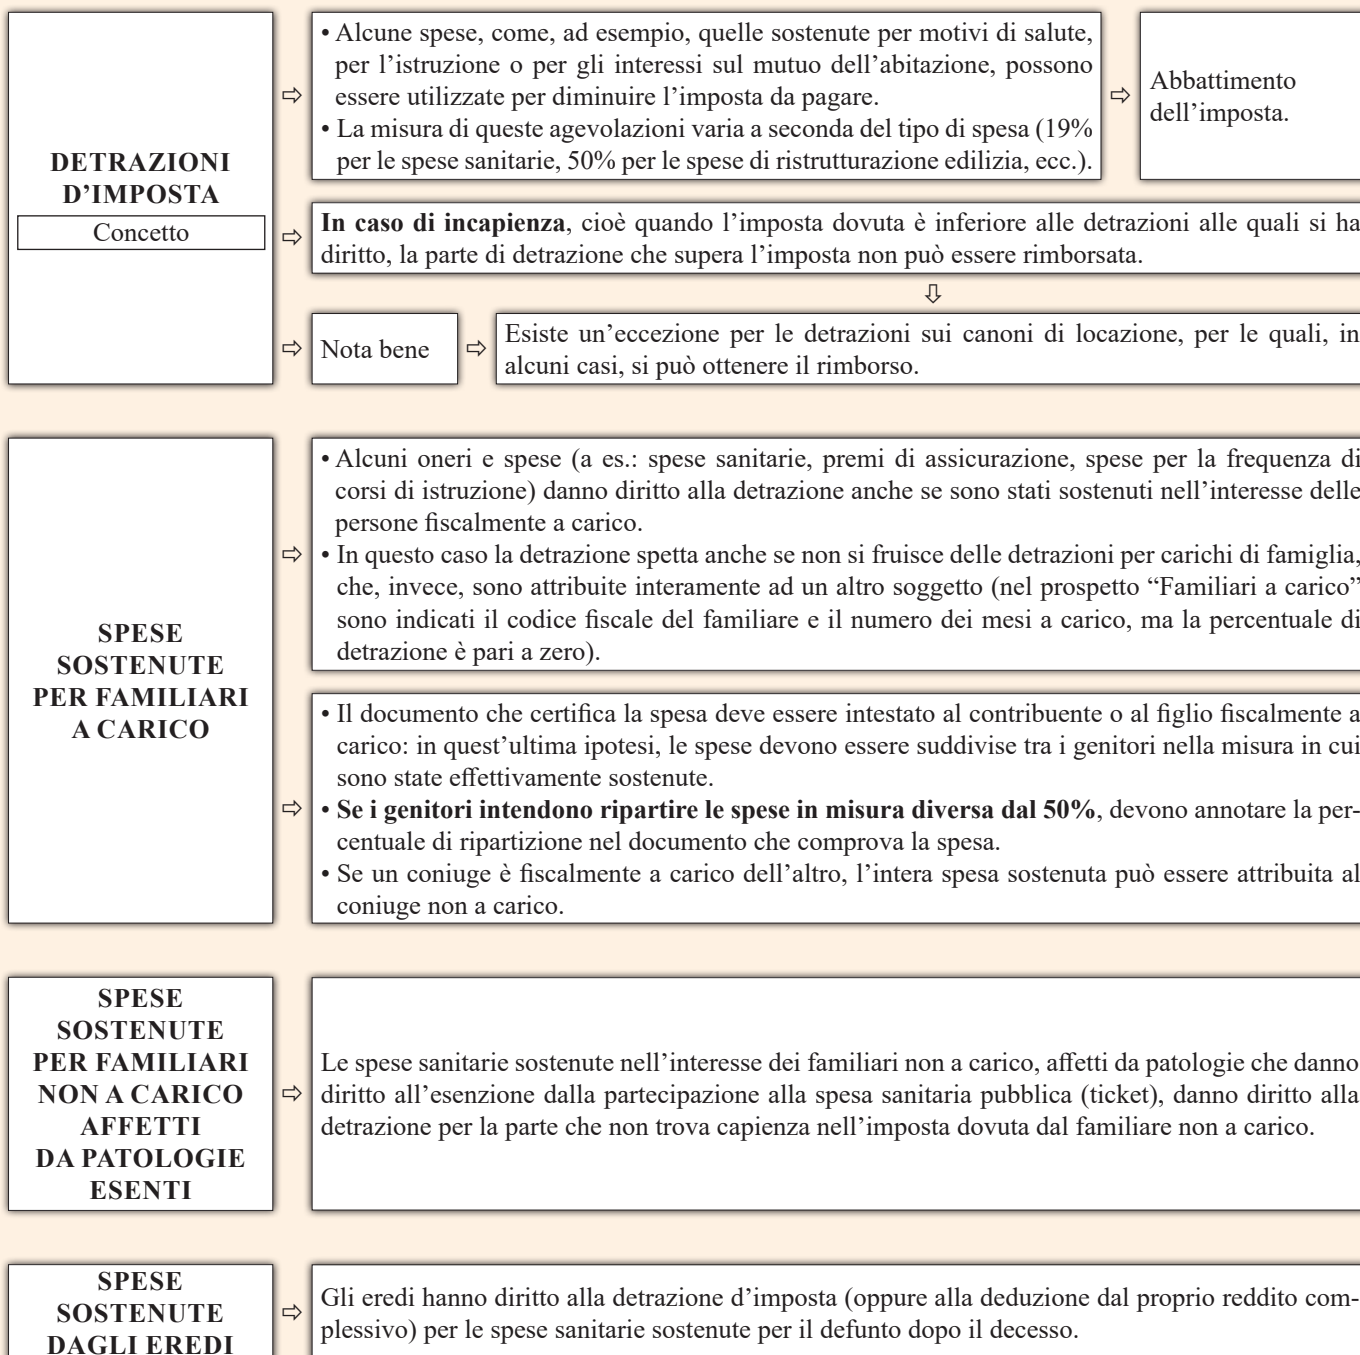 DETRAZIONI
D’IMPOSTA
Concetto
• Alcune spese, come, ad esempio, quelle sostenute per motivi di salute,
per l’istruzione o per gli interessi sul mutuo dell’abitazione, possono
essere utilizzate per diminuire l’imposta da pagare.
• La misura di queste agevolazioni varia a seconda del tipo di spesa (19%
per le spese sanitarie, 50% per le spese di ristrutturazione edilizia, ecc.).
Abbattimento
dell’imposta.
In caso di incapienza, cioè quando l’imposta dovuta è inferiore alle detrazioni alle quali si ha
diritto, la parte di detrazione che supera l’imposta non può essere rimborsata.
Nota bene
Esiste un’eccezione per le detrazioni sui canoni di locazione, per le quali, in
alcuni casi, si può ottenere il rimborso.
SPESE
SOSTENUTE
PER FAMILIARI
A CARICO
• Alcuni oneri e spese (a es.: spese sanitarie, premi di assicurazione, spese per la frequenza di
corsi di istruzione) danno diritto alla detrazione anche se sono stati sostenuti nell’interesse delle
persone fiscalmente a carico.
• In questo caso la detrazione spetta anche se non si fruisce delle detrazioni per carichi di famiglia,
che, invece, sono attribuite interamente ad un altro soggetto (nel prospetto “Familiari a carico”
sono indicati il codice fiscale del familiare e il numero dei mesi a carico, ma la percentuale di
detrazione è pari a zero).
• Il documento che certifica la spesa deve essere intestato al contribuente o al figlio fiscalmente a
carico: in quest’ultima ipotesi, le spese devono essere suddivise tra i genitori nella misura in cui
sono state effettivamente sostenute.
• Se i genitori intendono ripartire le spese in misura diversa dal 50%, devono annotare la per-
centuale di ripartizione nel documento che comprova la spesa.
• Se un coniuge è fiscalmente a carico dell’altro, l’intera spesa sostenuta può essere attribuita al
coniuge non a carico.
SPESE
SOSTENUTE
PER FAMILIARI
NON A CARICO
AFFETTI
DA PATOLOGIE
ESENTI
Le spese sanitarie sostenute nell’interesse dei familiari non a carico, affetti da patologie che danno
diritto all’esenzione dalla partecipazione alla spesa sanitaria pubblica (ticket), danno diritto alla
detrazione per la parte che non trova capienza nell’imposta dovuta dal familiare non a carico.
SPESE
SOSTENUTE
DAGLI EREDI
Gli eredi hanno diritto alla detrazione d’imposta (oppure alla deduzione dal proprio reddito com-
plessivo) per le spese sanitarie sostenute per il defunto dopo il decesso.